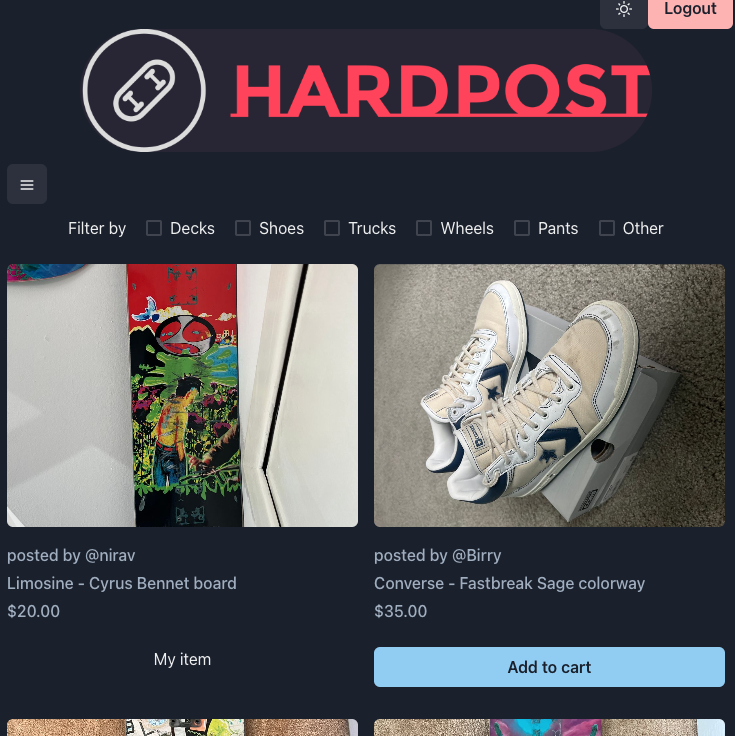 Logout
HARDPOST
Filter by Decks Shoes Trucks Wheels Pants Other
posted by @nirav
Limosine - Cyrus Bennet board
$20.00
My item
posted by @Birry
Converse - Fastbreak Sage colorway
$35.00
Add to cart